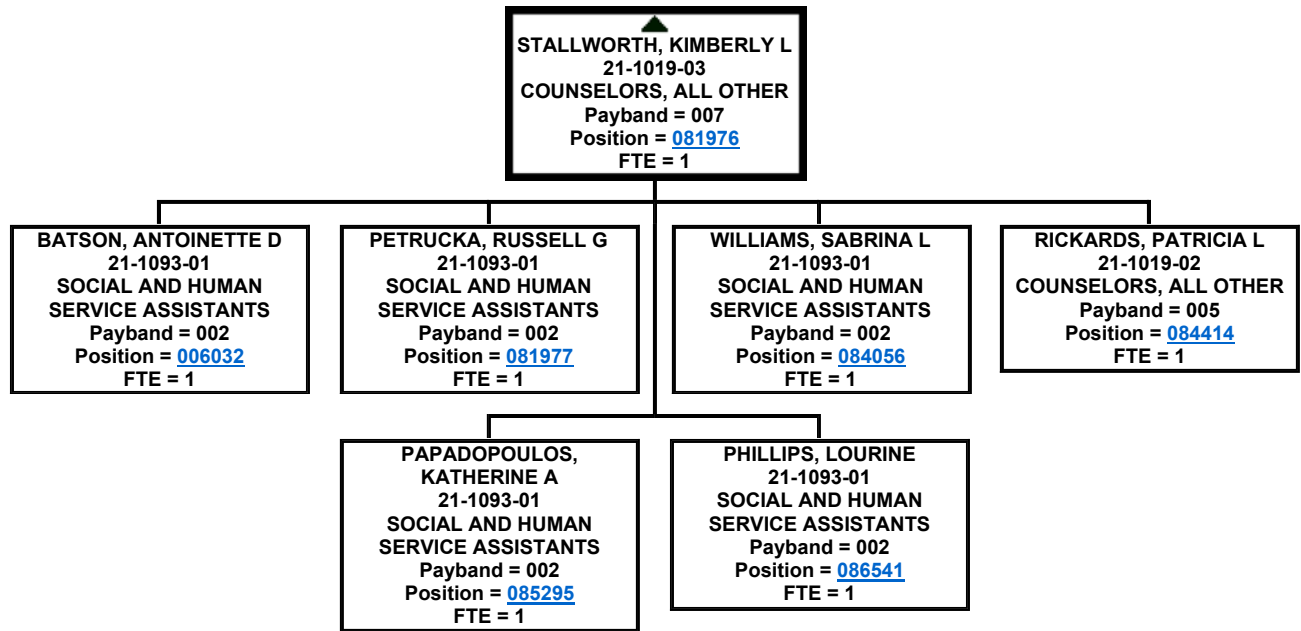 STALLWORTH, KIMBERLY L
21-1019-03
COUNSELORS, ALL OTHER
Payband = 007
Position = 081976
FTE = 1
BATSON, ANTOINETTE D
21-1093-01
SOCIAL AND HUMAN
SERVICE ASSISTANTS
Payband = 002
Position = 006032
FTE = 1
PETRUCKA, RUSSELL G
21-1093-01
SOCIAL AND HUMAN
SERVICE ASSISTANTS
Payband = 002
Position = 081977
FTE = 1
WILLIAMS, SABRINA L
21-1093-01
SOCIAL AND HUMAN
SERVICE ASSISTANTS
Payband = 002
Position = 084056
FTE = 1
RICKARDS, PATRICIA L
21-1019-02
COUNSELORS, ALL OTHER
Payband = 005
Position = 084414
FTE = 1
PAPADOPOULOS,
KATHERINE A
21-1093-01
SOCIAL AND HUMAN
SERVICE ASSISTANTS
Payband = 002
Position = 085295
FTE = 1
PHILLIPS, LOURINE
21-1093-01
SOCIAL AND HUMAN
SERVICE ASSISTANTS
Payband = 002
Position = 086541
FTE = 1